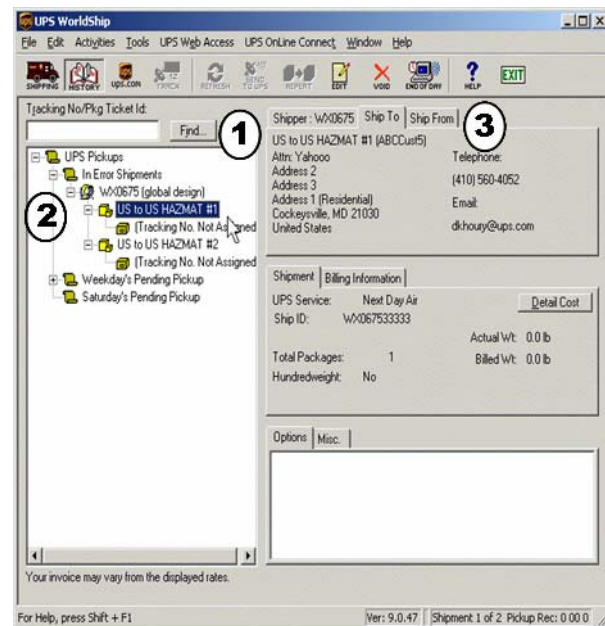 UPS WorldShip
File Edit Activities Tools UPS Web Access UPS OnLine Connect Window Help
SHIPPING HISTORY ups.com TRACK REFRESH SEND TO UPS REPERT EDIT VOID END OF DAY HELP EXIT
Tracking No/Pkg Ticket Id:
Find...
1
UPS Pickups
In Error Shipments
2
WX0675 (global design)
US to US HAZMAT #1
(Tracking No. Not Assigned
US to US HAZMAT #2
(Tracking No. Not Assigned
Weekday's Pending Pickup
Saturday's Pending Pickup
Your invoice may vary from the displayed rates.
Shipper : WX0675 Ship To Ship From
3
US to US HAZMAT #1 (ABCCust5)
Attn: Yahooo Telephone:
Address 2
Address 3 (410) 560-4052
Address 1 (Residential) Email:
Cockeysville, MD 21030
United States dkhoury@ups.com
Shipment Billing Information
UPS Service: Next Day Air Detail Cost
Ship ID: WX067533333
Actual Wt: 0.0 lb
Total Packages: 1 Billed Wt: 0.0 lb
Hundredweight: No
Options Misc.
For Help, press Shift + F1 Ver: 9.0.47 Shipment 1 of 2 Pickup Rec: 0 00 0